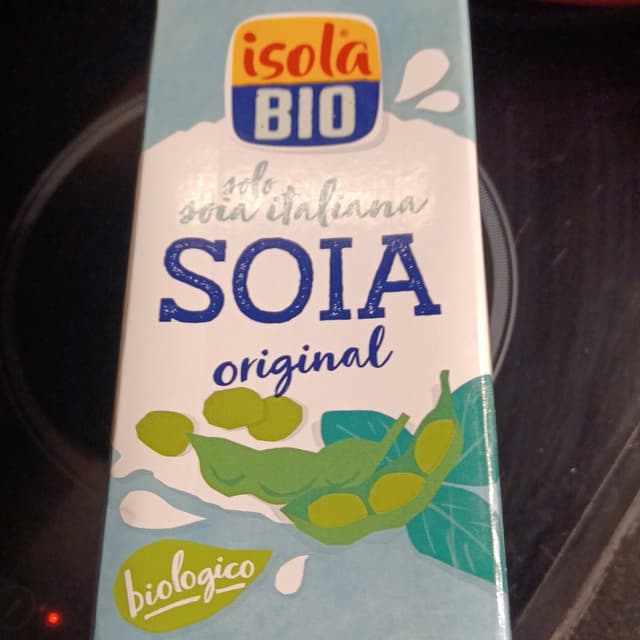 isola
BIO
solo
soia italiana
SOIA
original
biologico